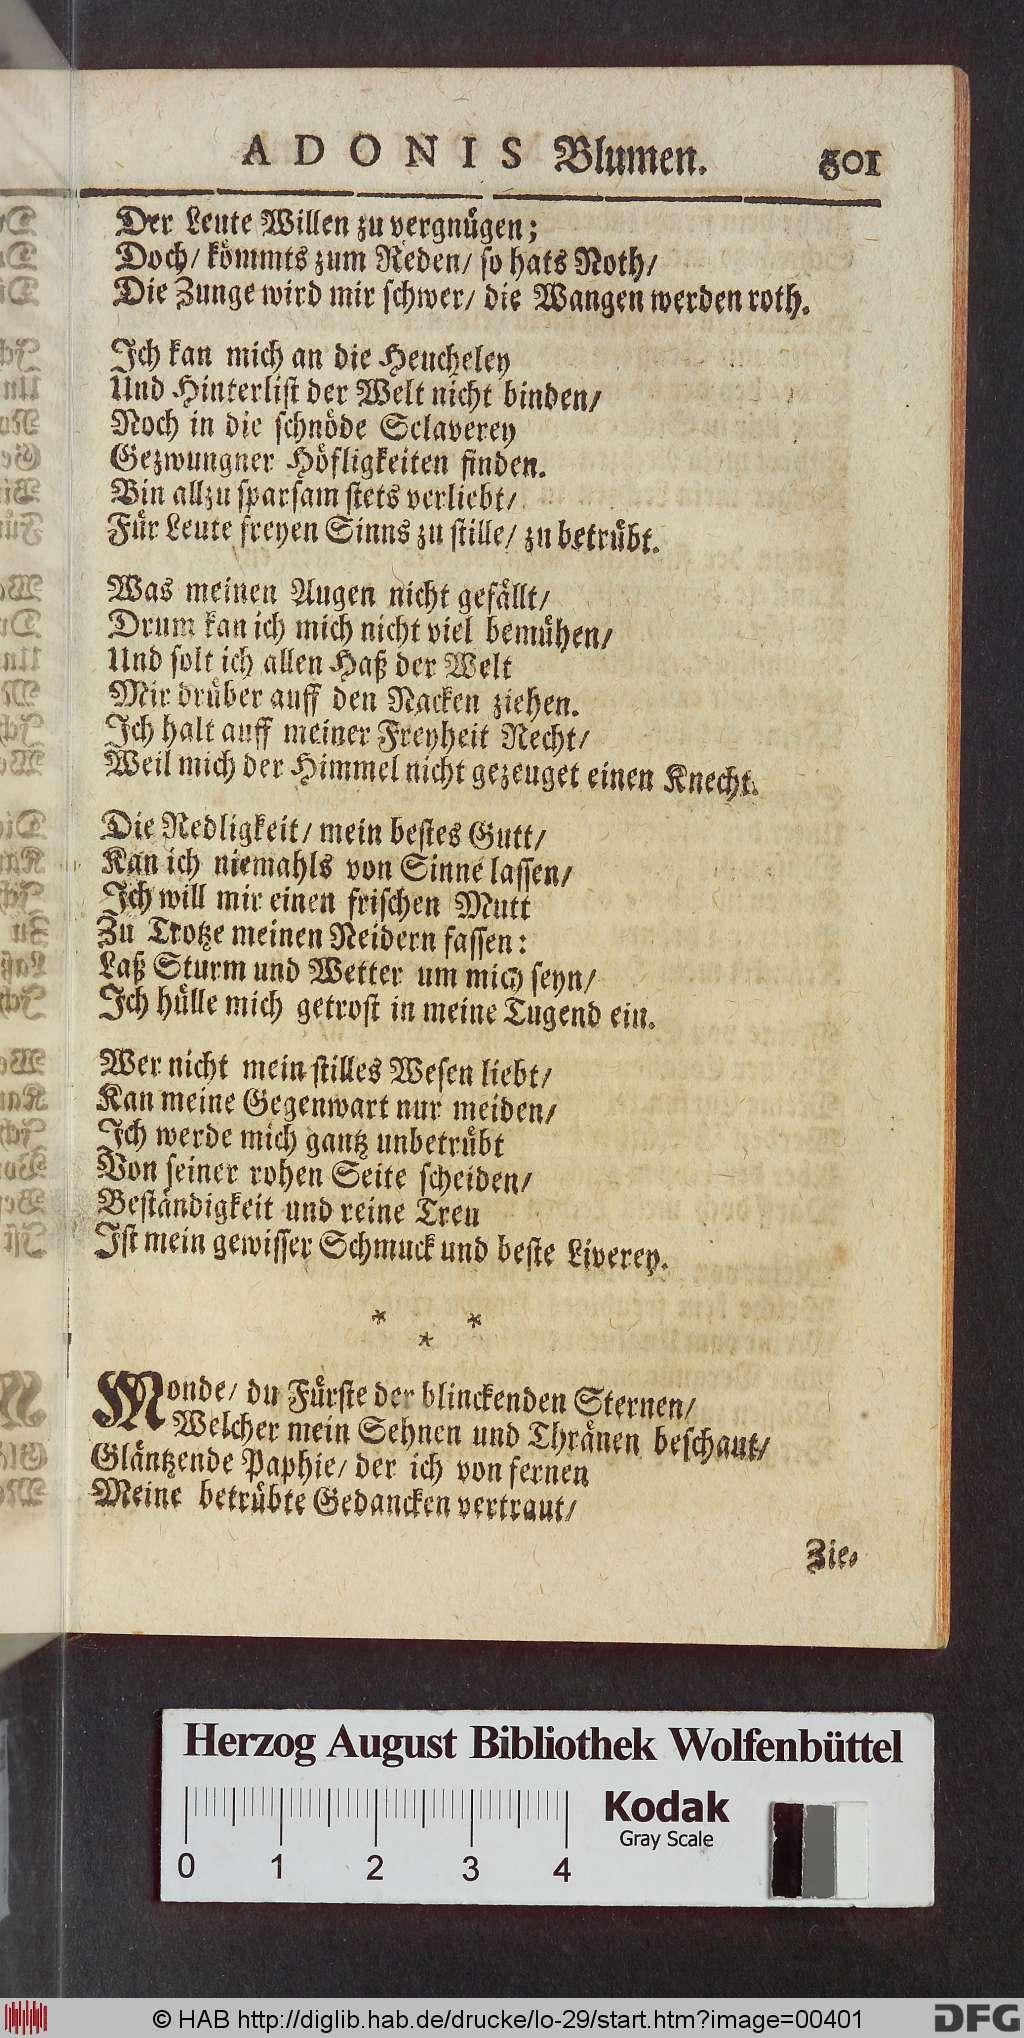 ADONIS Blumen. 501
Der Leute Willen zu vergnügen;
Doch/ kömmts zum Reden/ so hats Noth/
Die Zunge wird mir schwer/ die Wangen werden roth.
Ich kan mich an die Heucheley
Und Hinterlist der Welt nicht binden/
Noch in die schnöde Sclaverey
Gezwungner Höfligkeiten finden.
Bin allzu sparsam stets verliebt/
Für Leute freyen Sinns zu stille/ zu betrübt.
Was meinen Augen nicht gefällt/
Drum kan ich mich nicht viel bemühen/
Und solt ich allen Haß der Welt
Mir drüber auff den Nacken ziehen.
Ich halt auff meiner Freyheit Recht/
Weil mich der Himmel nicht gezeuget einen Knecht.
Die Redligkeit/ mein bestes Gutt/
Kan ich niemahls von Sinne lassen/
Ich will mir einen frischen Mutt
Zu Trotze meinen Neidern fassen:
Laß Sturm und Wetter um mich seyn/
Ich hülle mich getrost in meine Tugend ein.
Wer nicht mein stilles Wesen liebt/
Kan meine Gegenwart nur meiden/
Ich werde mich gantz unbetrübt
Von seiner rohen Seite scheiden/
Beständigkeit und reine Treu
Ist mein gewisser Schmuck und beste Liverey.
* * *
Monde/ du Fürste der blinckenden Sternen/
Welcher mein Sehnen und Thränen beschaut/
Gläntzende Paphie/ der ich von fernen
Meine betrübte Gedancken vertraut/
Zie-
Herzog August Bibliothek Wolfenbüttel
Kodak
Gray Scale
0 1 2 3 4
© HAB http://diglib.hab.de/drucke/lo-29/start.htm?image=00401
DFG